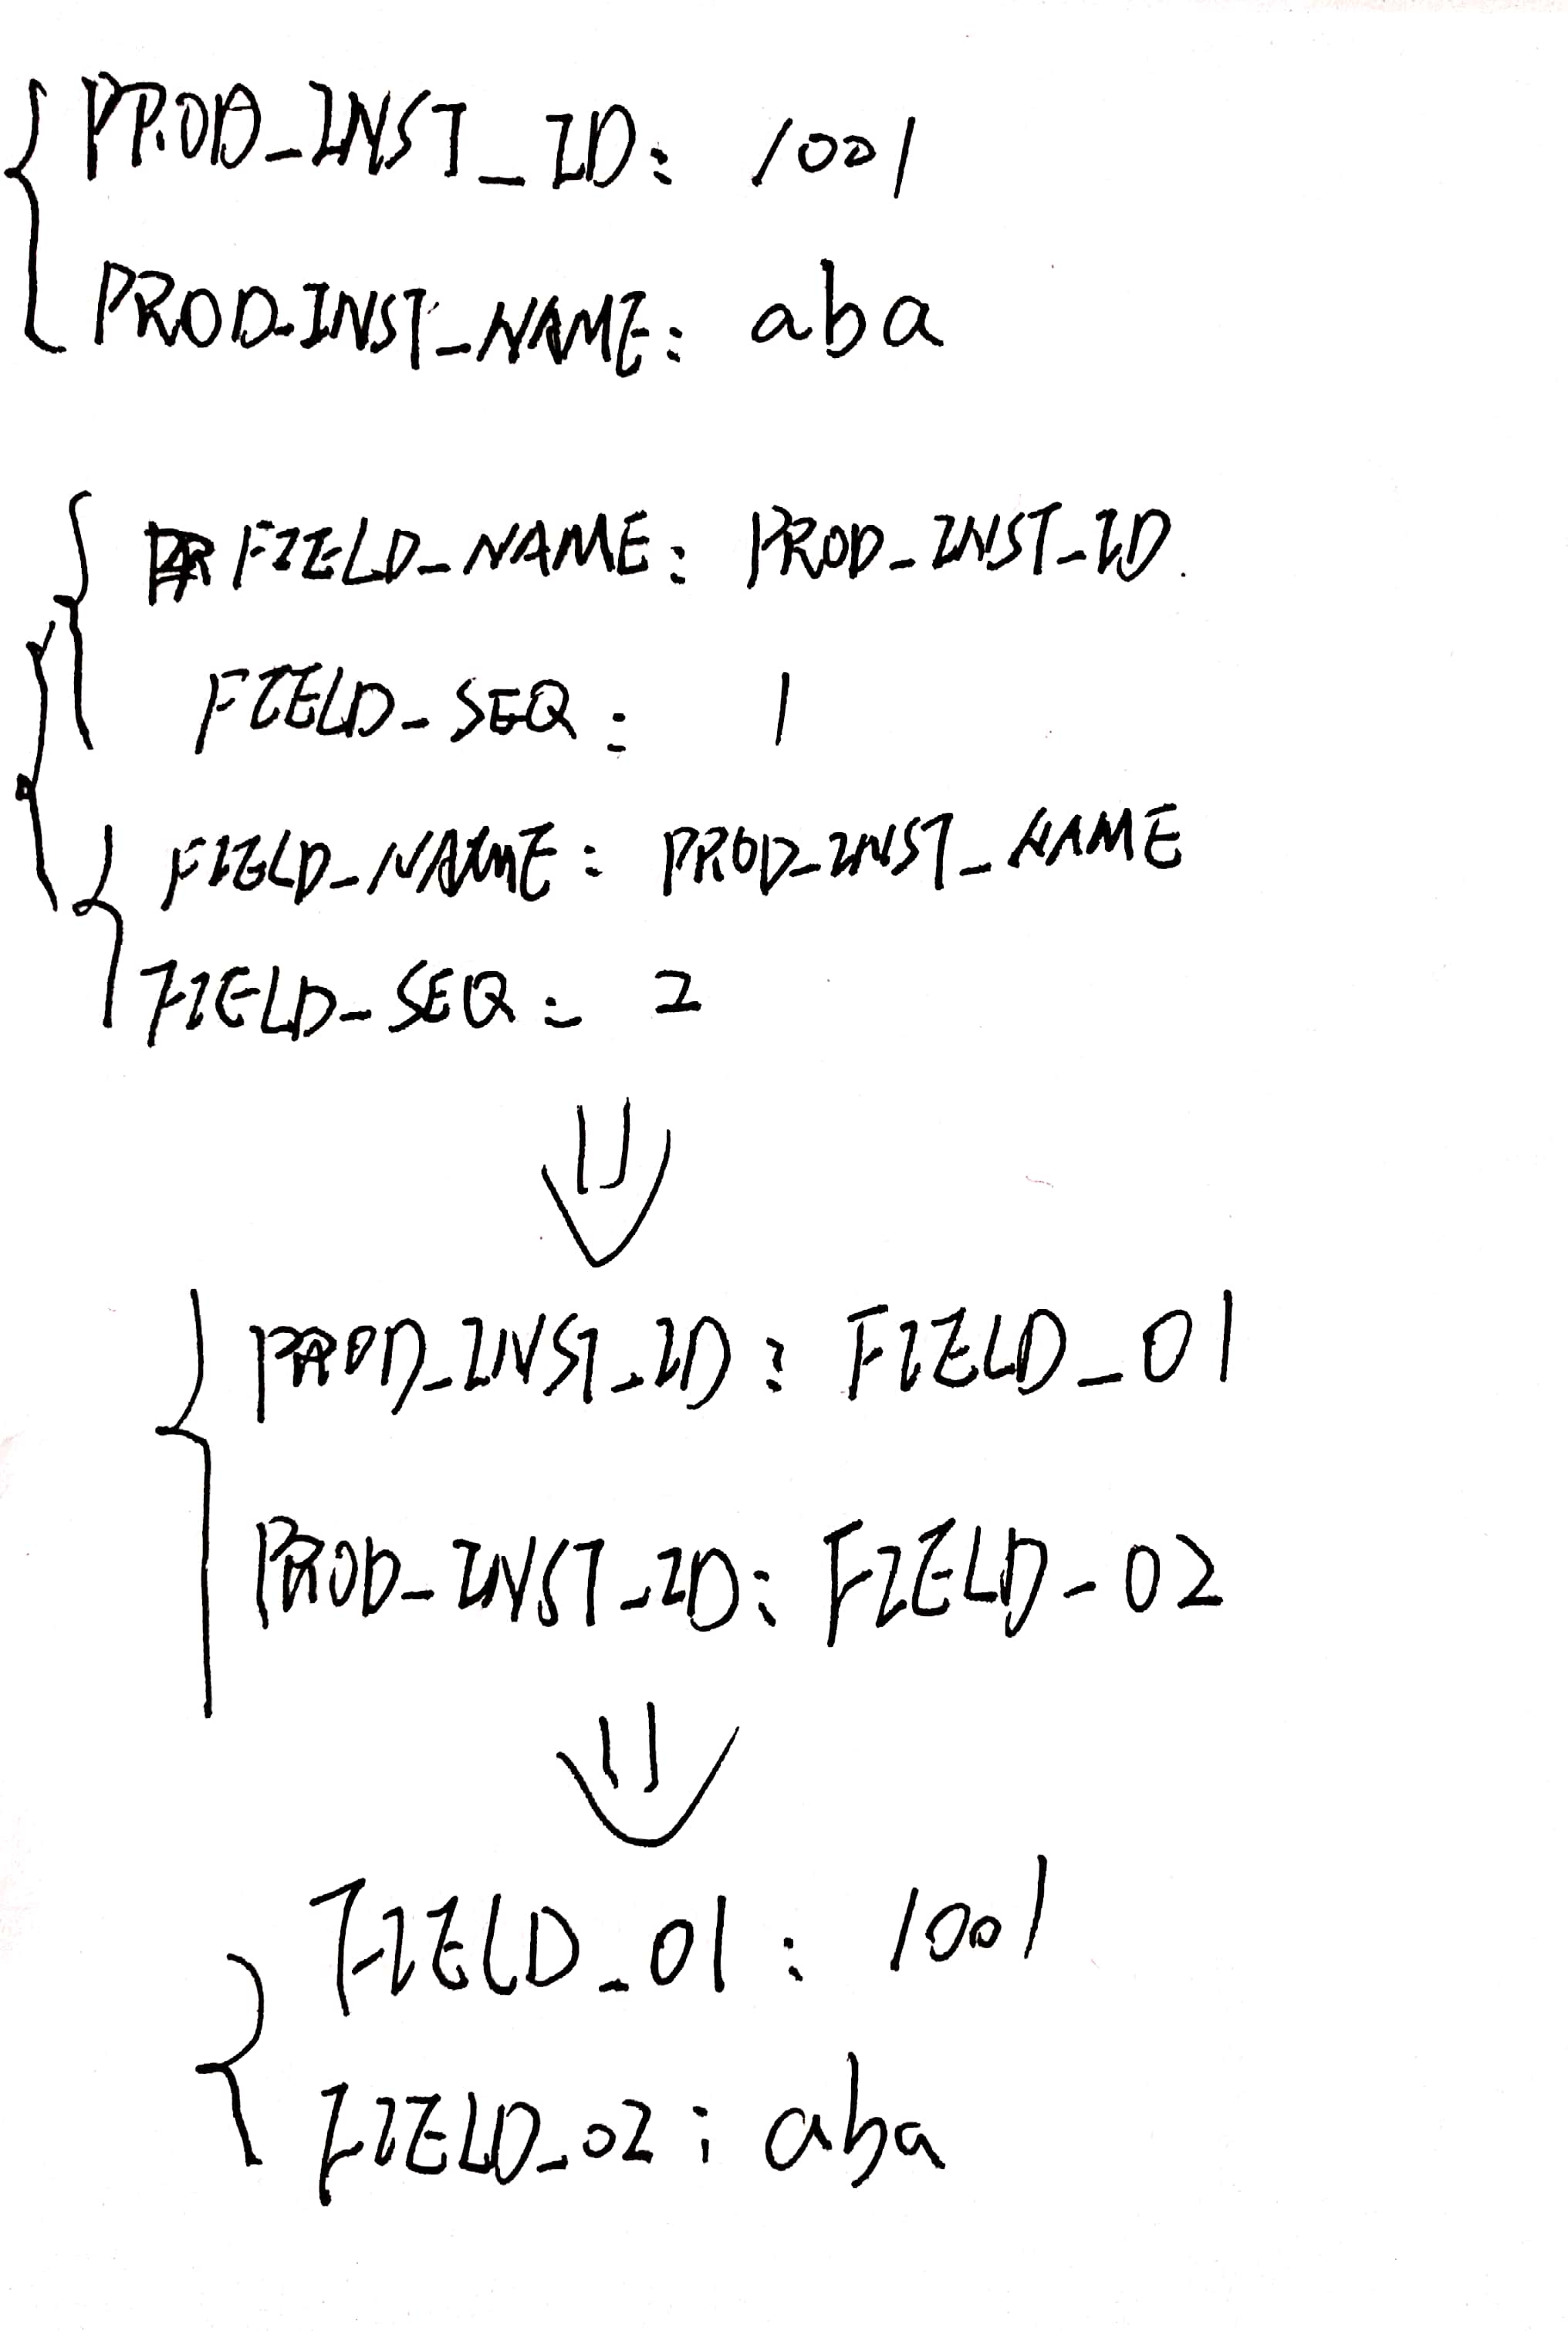 PROD_INST_ID: 1001
PROD_INST_NAME: aba
FIELD_NAME: PROD_INST_ID.
FIELD_SEQ: 1
FIELD_NAME: PROD_INST_NAME
FIELD_SEQ: 2
PROD_INST_ID: FIELD_01
PROD_INST_ID: FIELD_02
FIELD_01: 1001
FIELD_02: aba